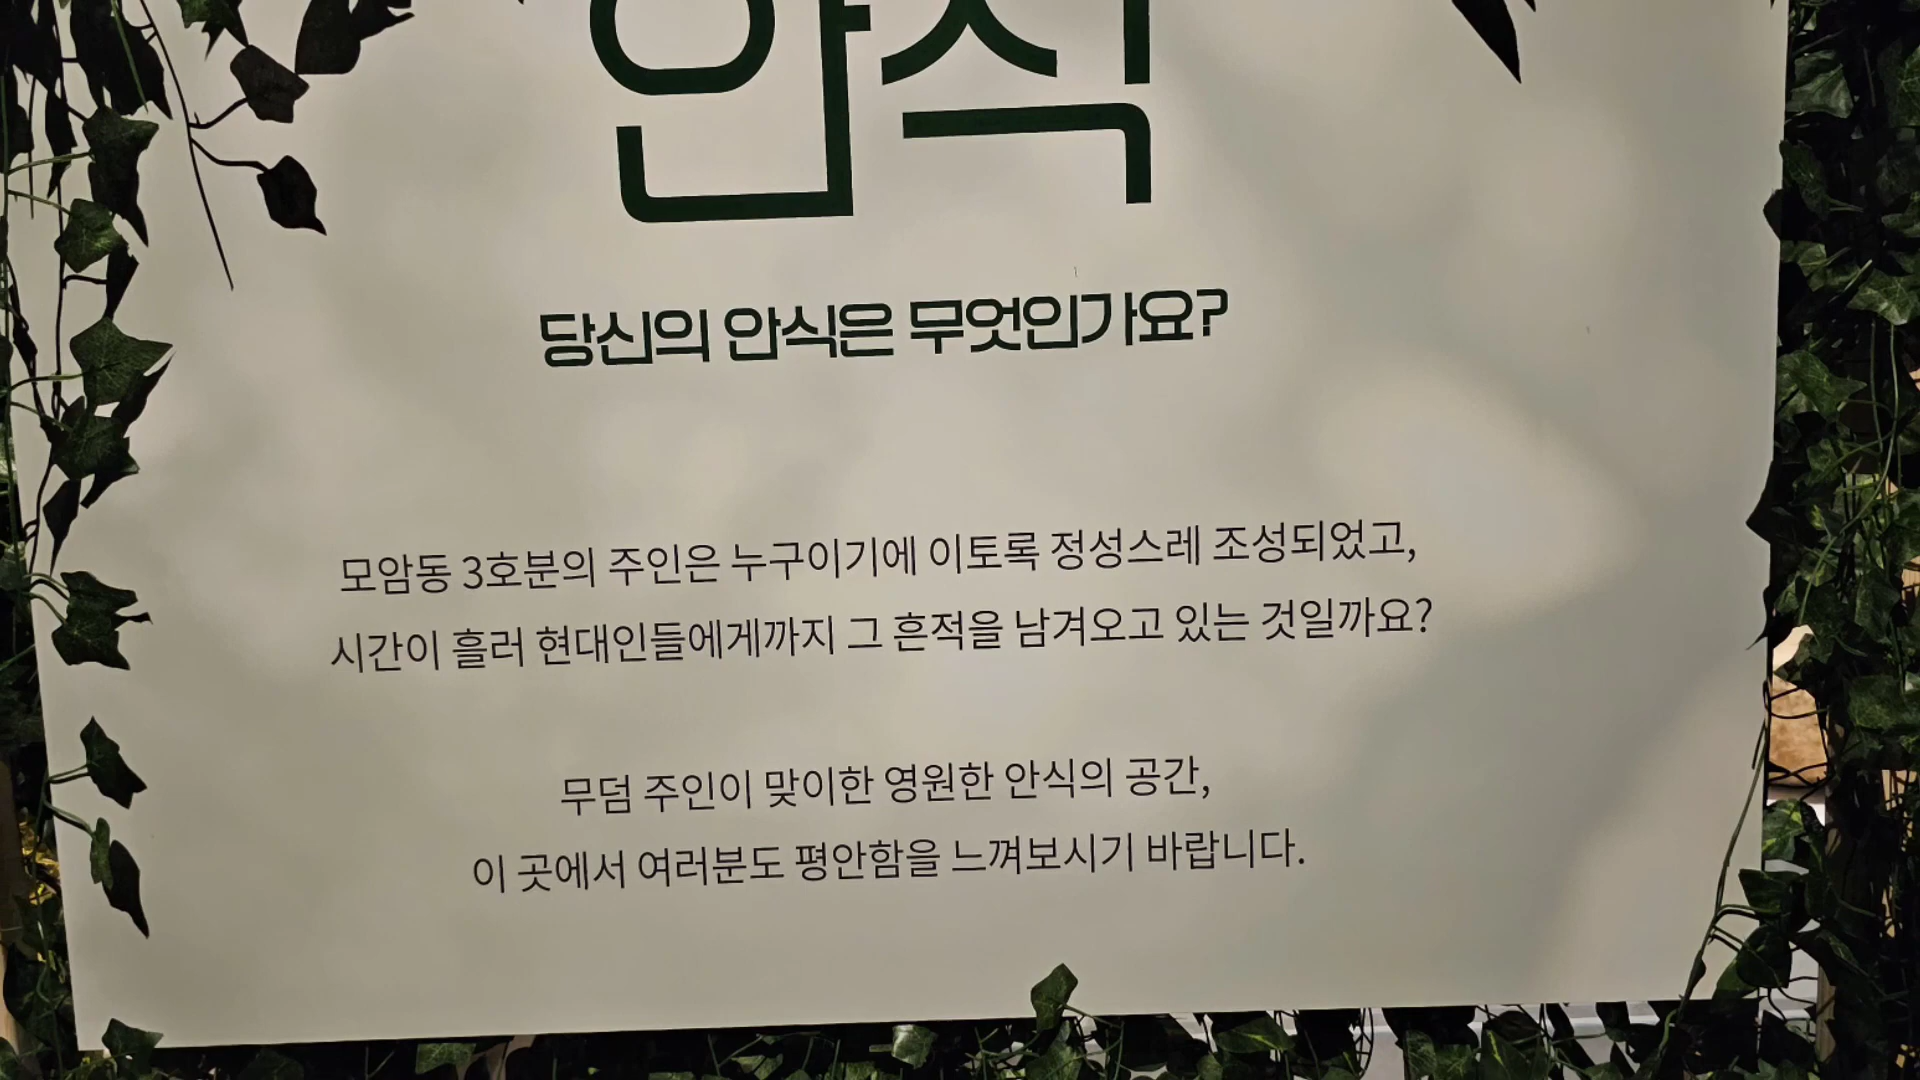 안식
당신의 안식은 무엇인가요?
모암동 3호분의 주인은 누구이기에 이토록 정성스레 조성되었고,
시간이 흘러 현대인들에게까지 그 흔적을 남겨오고 있는 것일까요?
무덤 주인이 맞이한 영원한 안식의 공간,
이 곳에서 여러분도 평안함을 느껴보시기 바랍니다.